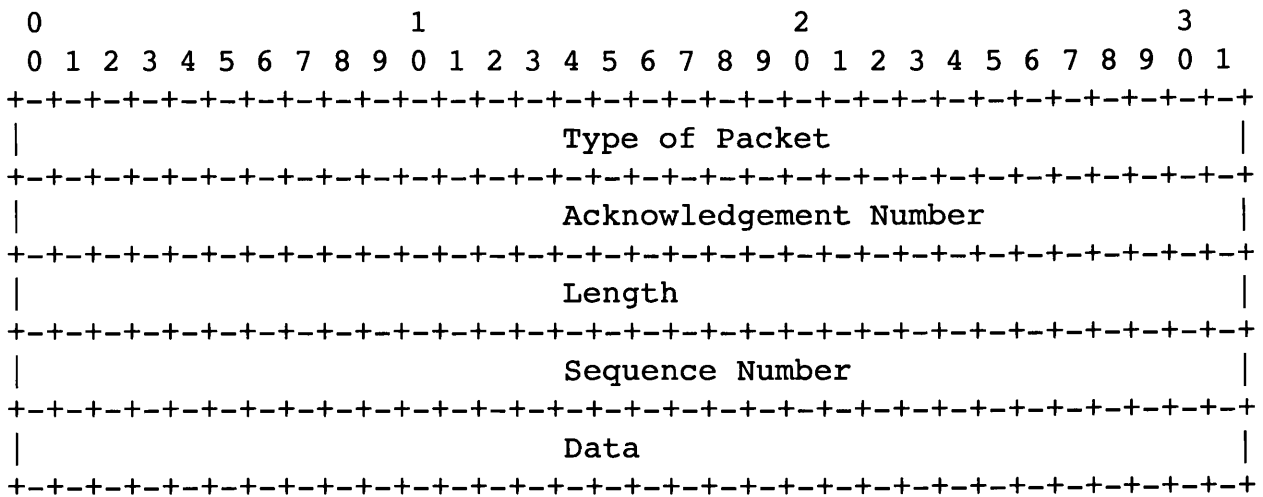 0                   1                   2                   3
 0 1 2 3 4 5 6 7 8 9 0 1 2 3 4 5 6 7 8 9 0 1 2 3 4 5 6 7 8 9 0 1
+-+-+-+-+-+-+-+-+-+-+-+-+-+-+-+-+-+-+-+-+-+-+-+-+-+-+-+-+-+-+-+-+
|                            Type of Packet                     |
+-+-+-+-+-+-+-+-+-+-+-+-+-+-+-+-+-+-+-+-+-+-+-+-+-+-+-+-+-+-+-+-+
|                            Acknowledgement Number             |
+-+-+-+-+-+-+-+-+-+-+-+-+-+-+-+-+-+-+-+-+-+-+-+-+-+-+-+-+-+-+-+-+
|                            Length                             |
+-+-+-+-+-+-+-+-+-+-+-+-+-+-+-+-+-+-+-+-+-+-+-+-+-+-+-+-+-+-+-+-+
|                            Sequence Number                    |
+-+-+-+-+-+-+-+-+-+-+-+-+-+-+-+-+-+-+-+-+-+-+-+-+-+-+-+-+-+-+-+-+
|                            Data                               |
+-+-+-+-+-+-+-+-+-+-+-+-+-+-+-+-+-+-+-+-+-+-+-+-+-+-+-+-+-+-+-+-+